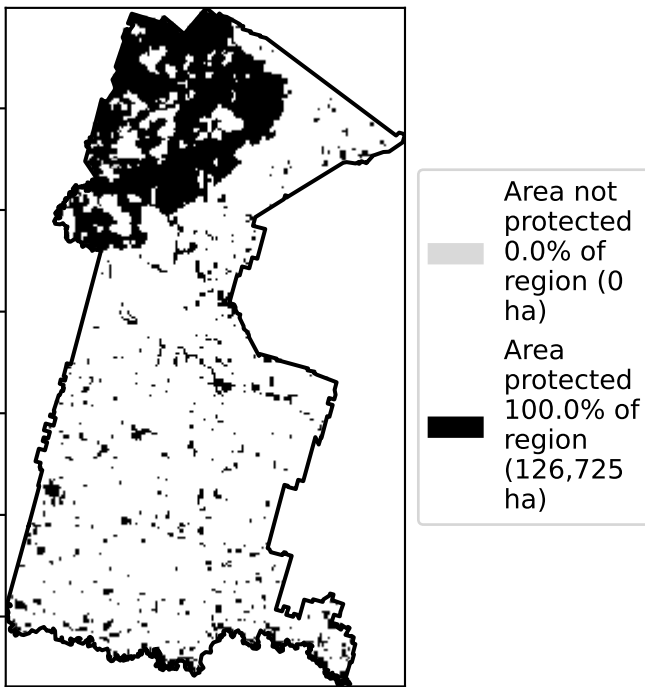 Area not
protected
0.0% of
region (0
ha)
Area
protected
100.0% of
region
(126,725
ha)